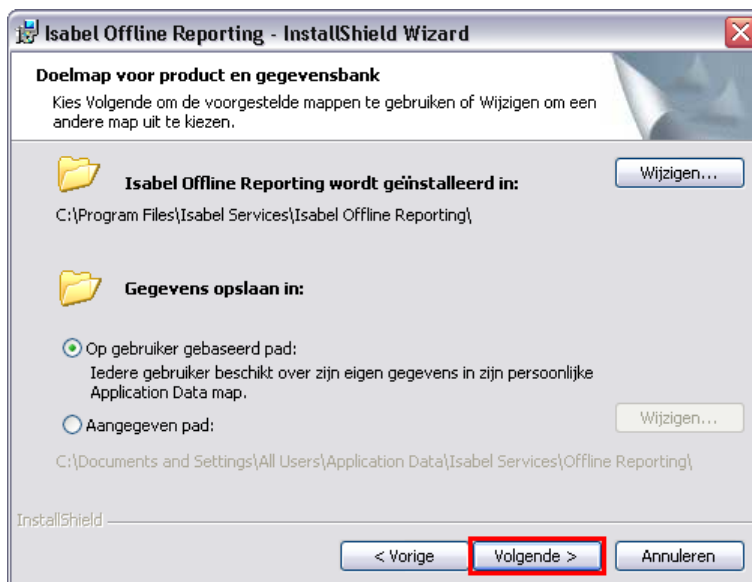 Isabel Offline Reporting - InstallShield Wizard
Doelmap voor product en gegevensbank
Kies Volgende om de voorgestelde mappen te gebruiken of Wijzigen om een
andere map uit te kiezen.
Isabel Offline Reporting wordt geïnstalleerd in:
Wijzigen...
C:\Program Files\Isabel Services\Isabel Offline Reporting\
Gegevens opslaan in:
Op gebruiker gebaseerd pad:
Iedere gebruiker beschikt over zijn eigen gegevens in zijn persoonlijke
Application Data map.
Aangegeven pad:
Wijzigen...
C:\Documents and Settings\All Users\Application Data\Isabel Services\Offline Reporting\
InstallShield
< Vorige
Volgende >
Annuleren